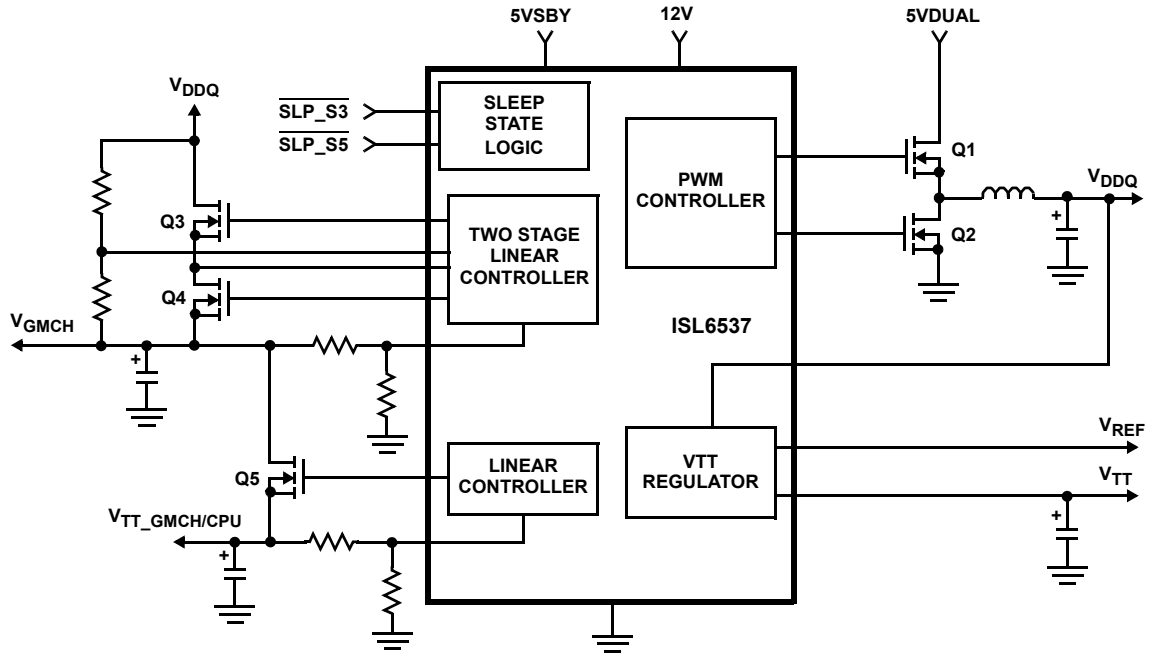 5VSBY
12V
5VDUAL
VDDQ
SLP_S3
SLP_S5
SLEEP
STATE
LOGIC
Q1
PWM
CONTROLLER
VDDQ
Q3
TWO STAGE
LINEAR
CONTROLLER
+
Q2
Q4
VGMCH
ISL6537
+
VREF
LINEAR
CONTROLLER
VTT
REGULATOR
Q5
VTT
VTT_GMCH/CPU
+
+